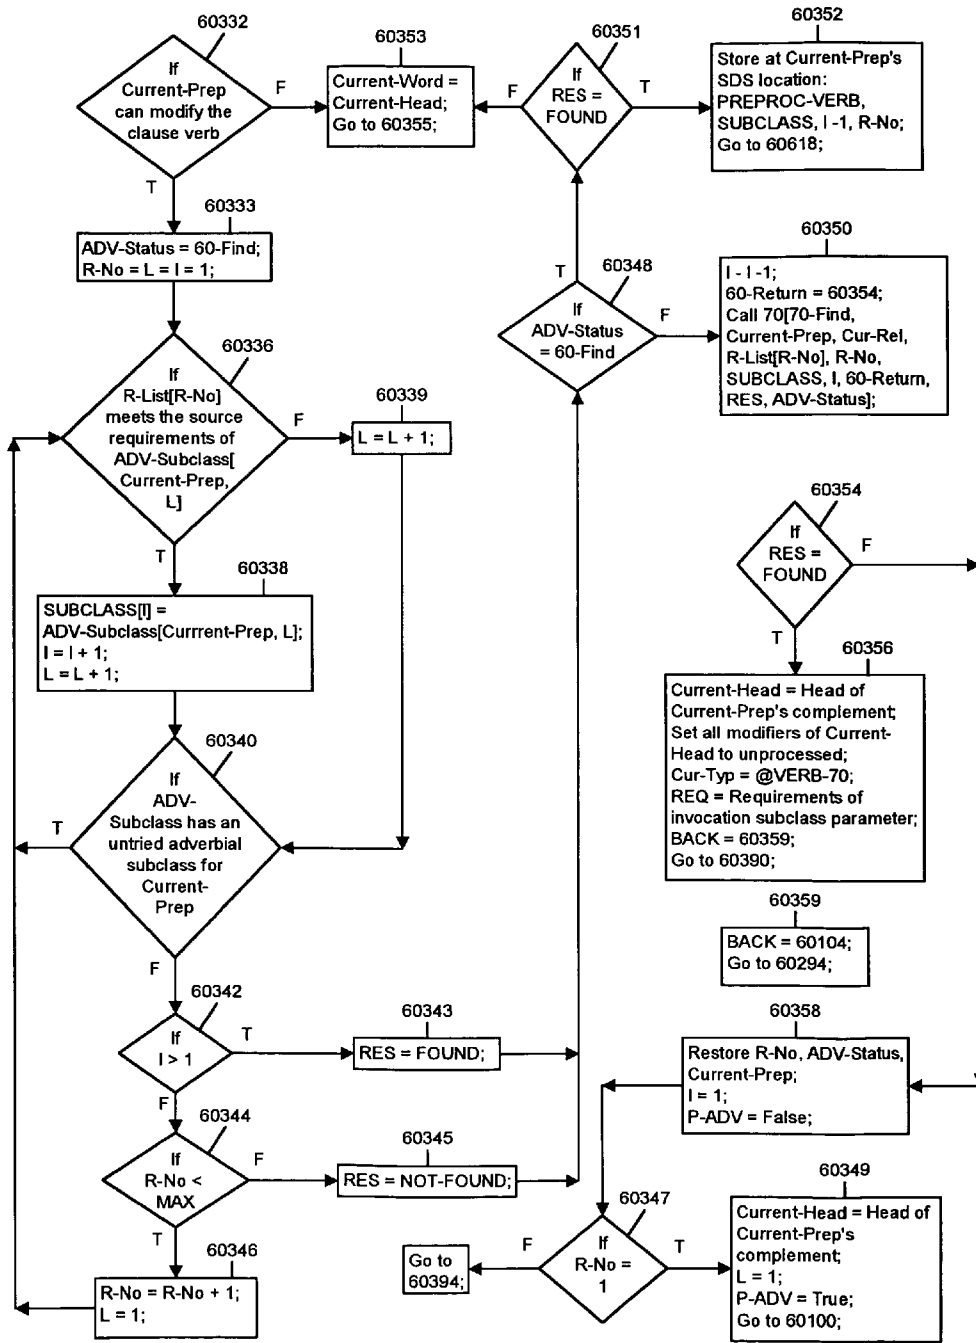 60332
If
Current-Prep
can modify the
clause verb
F
T
60353
Current-Word =
Current-Head;
Go to 60355;
60351
If
RES =
FOUND
F
T
60352
Store at Current-Prep's
SDS location:
PREPROC-VERB,
SUBCLASS, I -1, R-No;
Go to 60618;
60333
ADV-Status = 60-Find;
R-No = L = I = 1;
60336
If
R-List[R-No]
meets the source
requirements of
ADV-Subclass[
Current-Prep,
L]
F
T
60339
L = L + 1;
60338
SUBCLASS[I] =
ADV-Subclass[Currrent-Prep, L];
I = I + 1;
L = L + 1;
60340
If
ADV-
Subclass has an
untried adverbial
subclass for
Current-
Prep
T
F
60342
If
I > 1
T
F
60343
RES = FOUND;
60344
If
R-No <
MAX
F
T
60345
RES = NOT-FOUND;
60346
R-No = R-No + 1;
L = 1;
60348
T
If
ADV-Status
= 60-Find
F
60350
I - I -1;
60-Return = 60354;
Call 70[70-Find,
Current-Prep, Cur-Rel,
R-List[R-No], R-No,
SUBCLASS, I, 60-Return,
RES, ADV-Status];
60354
If
RES =
FOUND
F
T
60356
Current-Head = Head of
Current-Prep's complement;
Set all modifiers of Current-
Head to unprocessed;
Cur-Typ = @VERB-70;
REQ = Requirements of
invocation subclass parameter;
BACK = 60359;
Go to 60390;
60359
BACK = 60104;
Go to 60294;
60358
Restore R-No, ADV-Status,
Current-Prep;
I = 1;
P-ADV = False;
60347
If
R-No =
1
F
T
Go to
60394;
60349
Current-Head = Head of
Current-Prep's
complement;
L = 1;
P-ADV = True;
Go to 60100;